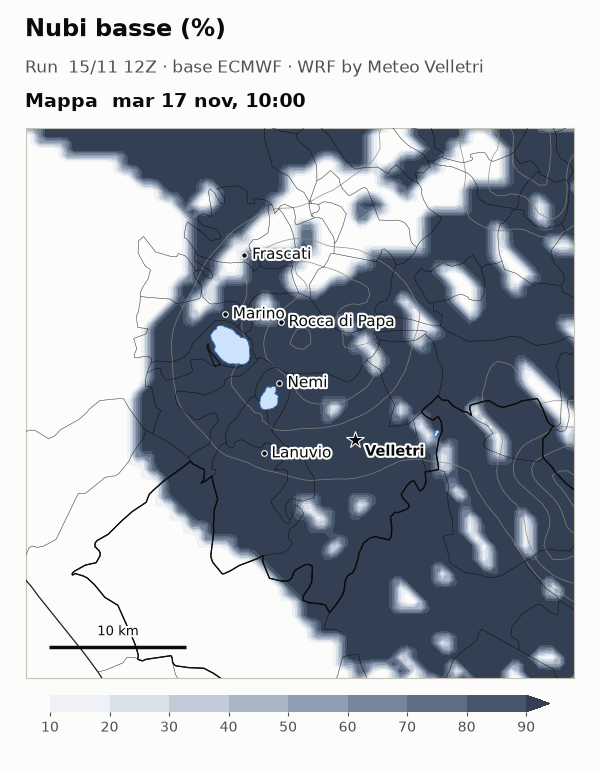 Nubi basse (%)
Run 15/11 12Z · base ECMWF · WRF by Meteo Velletri
Mappa mar 17 nov, 10:00
Frascati
Marino
Rocca di Papa
Nemi
Velletri
Lanuvio
10 km
10 20 30 40 50 60 70 80 90